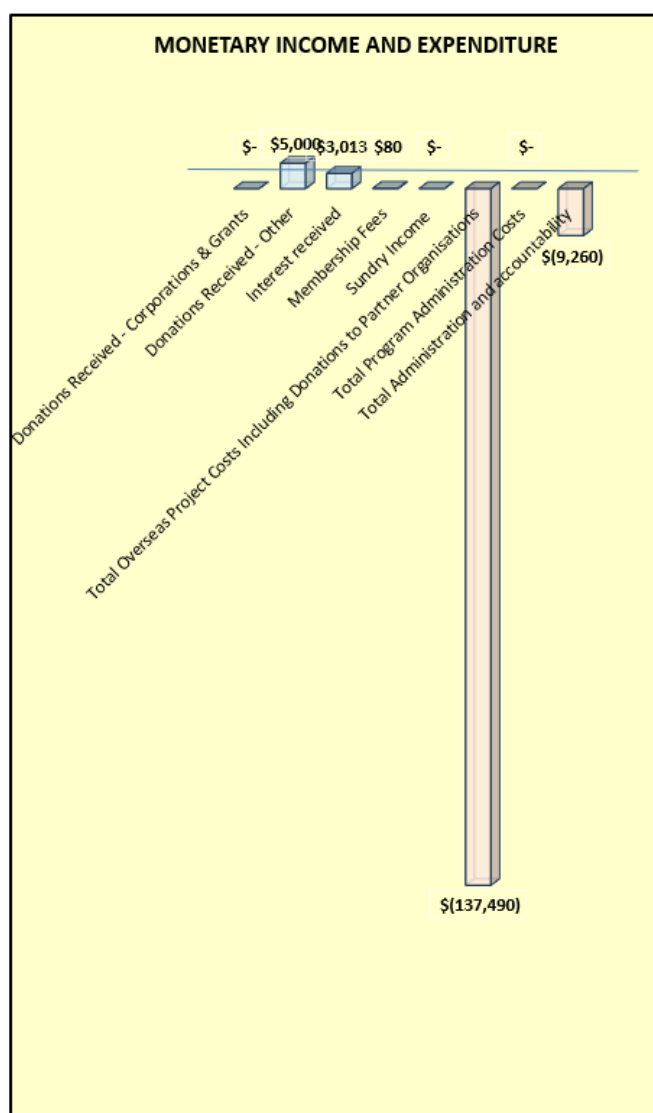 MONETARY INCOME AND EXPENDITURE
$-
$5,000
$3,013
$80
$-
$-
Donations Received - Corporations & Grants
Donations Received - Other
Interest received
Membership Fees
Sundry Income
Total Overseas Project Costs Including Donations to Partner Organisations
Total Program Administration Costs
Total Administration and accountability
$(9,260)
$(137,490)